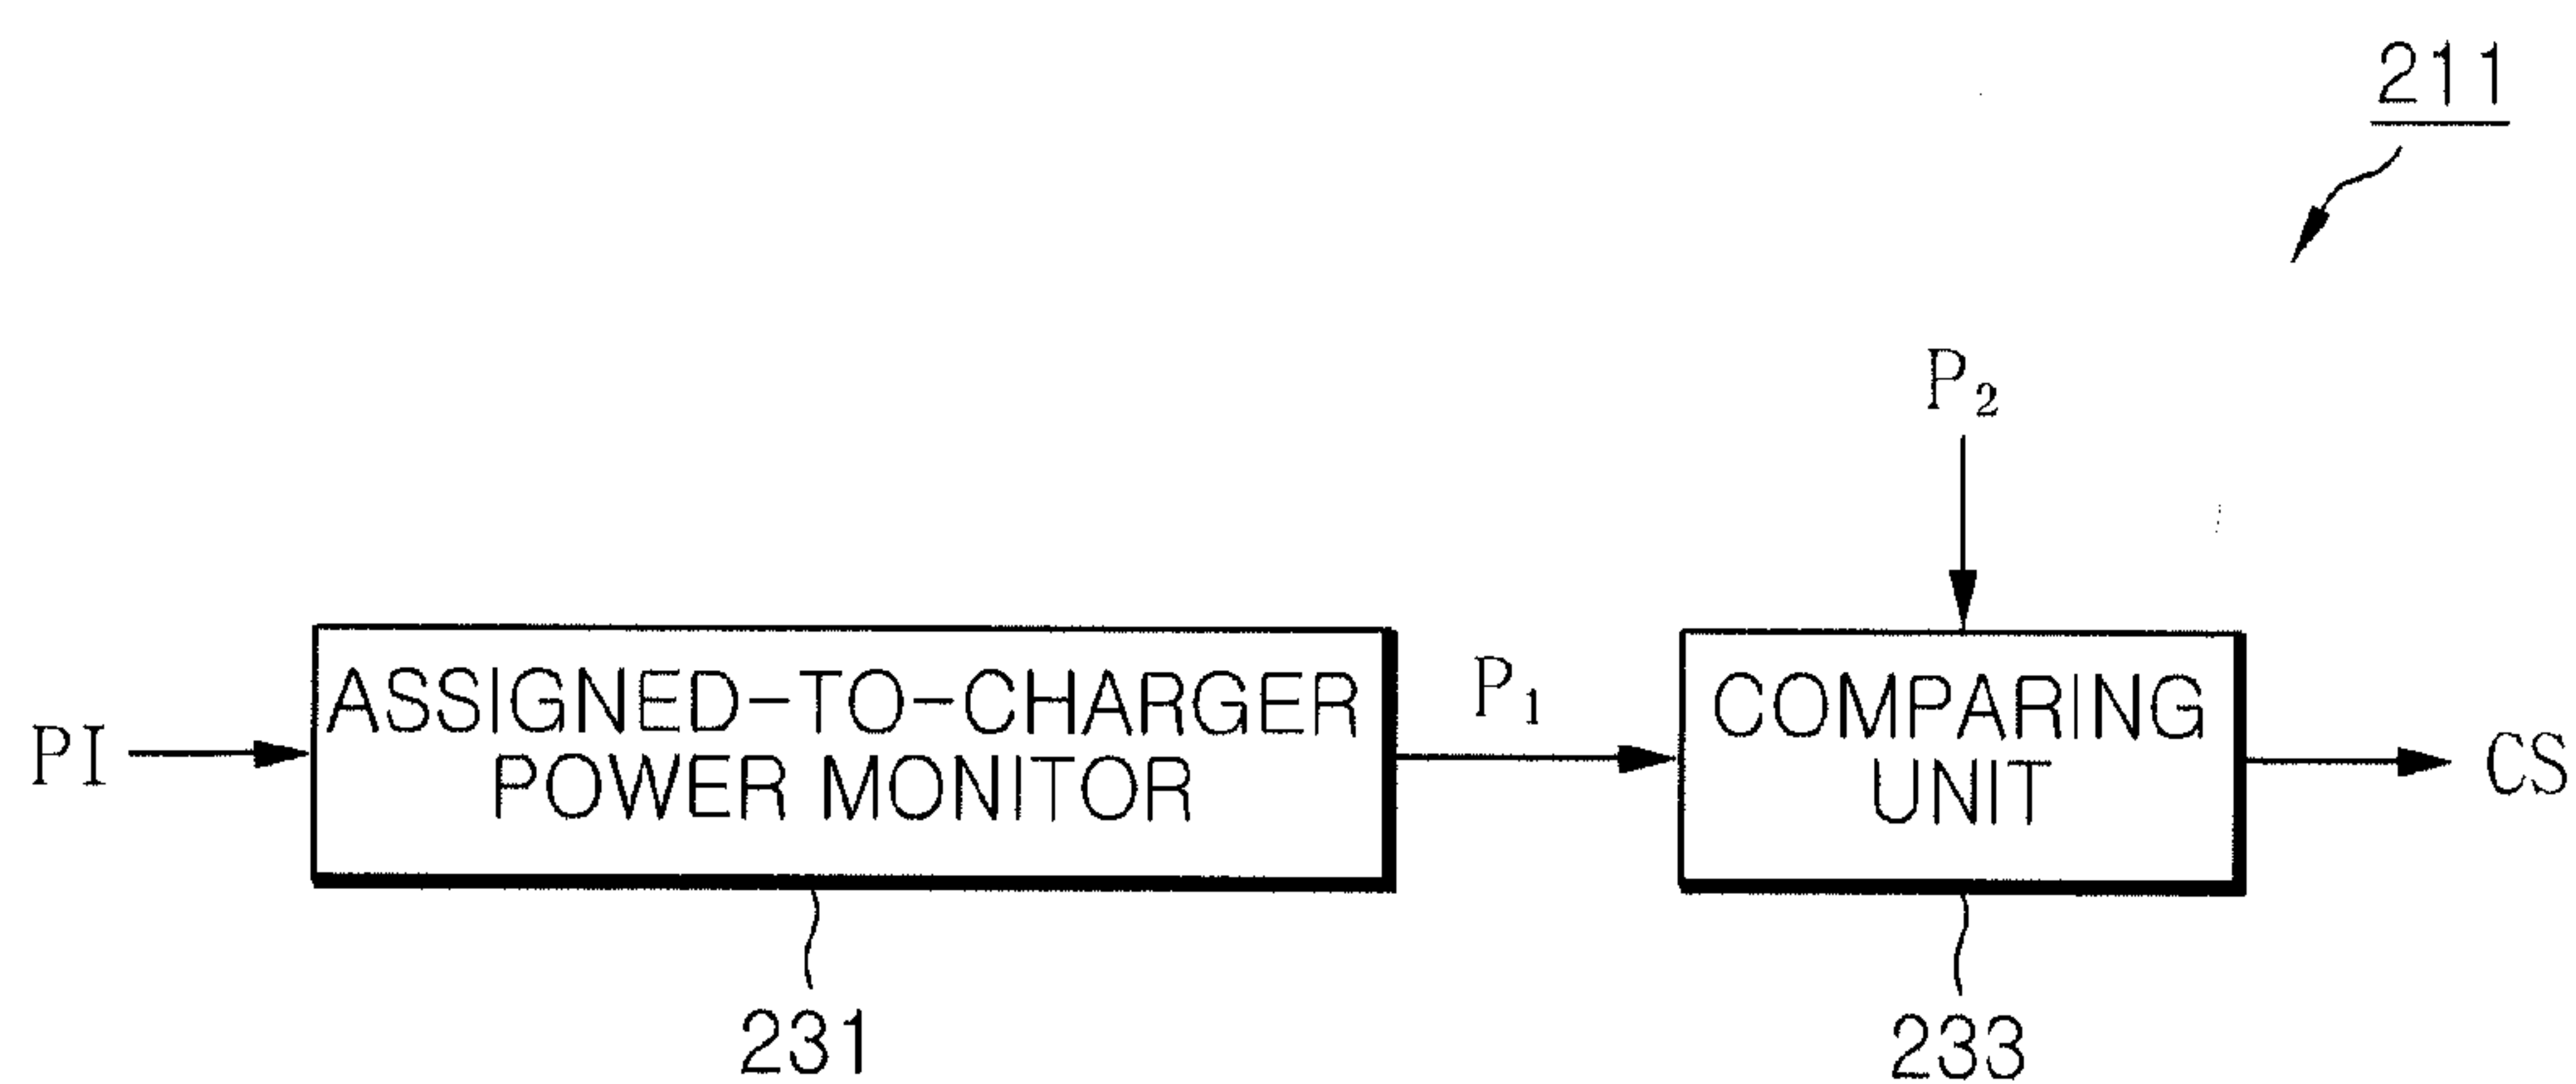 211
P₂
ASSIGNED-TO-CHARGER
POWER MONITOR
PI
P₁
COMPARING
UNIT
CS
231
233